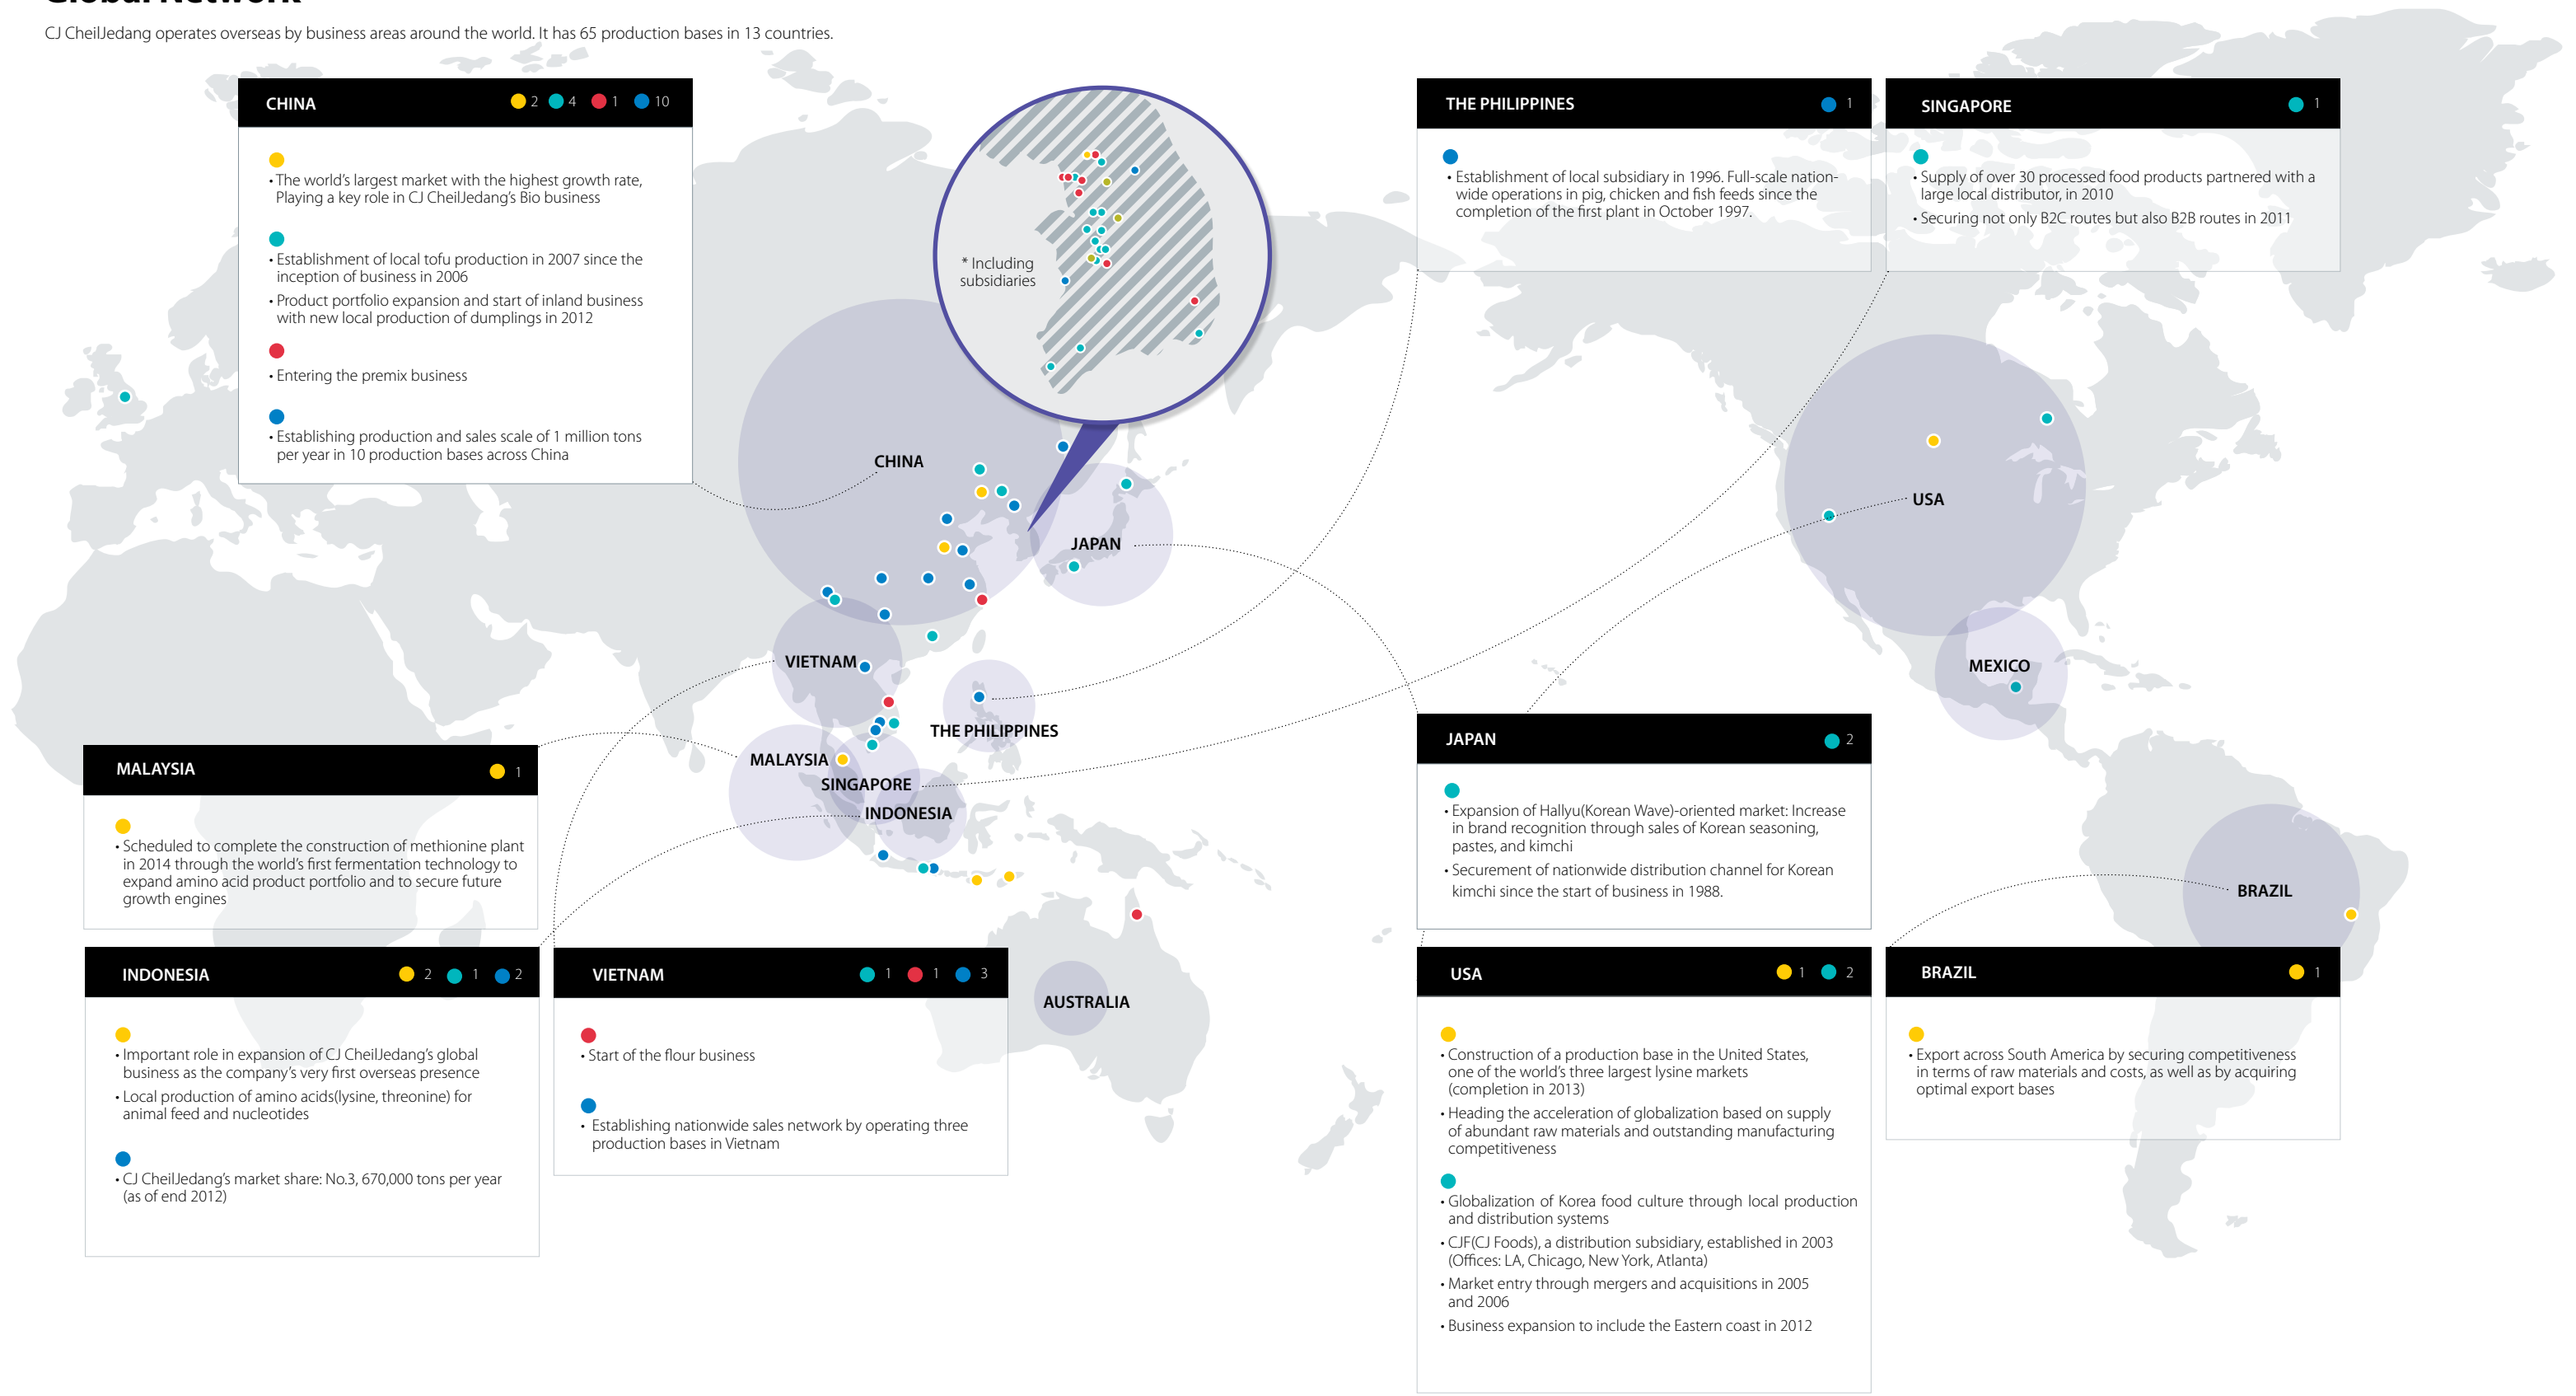 Global Network
CJ CheilJedang operates overseas by business areas around the world. It has 65 production bases in 13 countries.
CHINA 2 4 1 10
• The world's largest market with the highest growth rate,
Playing a key role in CJ CheilJedang's Bio business
• Establishment of local tofu production in 2007 since the
inception of business in 2006
• Product portfolio expansion and start of inland business
with new local production of dumplings in 2012
• Entering the premix business
• Establishing production and sales scale of 1 million tons
per year in 10 production bases across China
* Including
subsidiaries
THE PHILIPPINES 1
• Establishment of local subsidiary in 1996. Full-scale nation-
wide operations in pig, chicken and fish feeds since the
completion of the first plant in October 1997.
SINGAPORE 1
• Supply of over 30 processed food products partnered with a
large local distributor, in 2010
• Securing not only B2C routes but also B2B routes in 2011
CHINA
JAPAN
VIETNAM
THE PHILIPPINES
MALAYSIA
SINGAPORE
INDONESIA
AUSTRALIA
USA
MEXICO
BRAZIL
MALAYSIA 1
• Scheduled to complete the construction of methionine plant
in 2014 through the world's first fermentation technology to
expand amino acid product portfolio and to secure future
growth engines
JAPAN 2
• Expansion of Hallyu(Korean Wave)-oriented market: Increase
in brand recognition through sales of Korean seasoning,
pastes, and kimchi
• Securement of nationwide distribution channel for Korean
kimchi since the start of business in 1988.
INDONESIA 2 1 2
• Important role in expansion of CJ CheilJedang's global
business as the company's very first overseas presence
• Local production of amino acids(lysine, threonine) for
animal feed and nucleotides
• CJ CheilJedang's market share: No.3, 670,000 tons per year
(as of end 2012)
VIETNAM 1 1 3
• Start of the flour business
• Establishing nationwide sales network by operating three
production bases in Vietnam
USA 1 2
• Construction of a production base in the United States,
one of the world's three largest lysine markets
(completion in 2013)
• Heading the acceleration of globalization based on supply
of abundant raw materials and outstanding manufacturing
competitiveness
• Globalization of Korea food culture through local production
and distribution systems
• CJF(CJ Foods), a distribution subsidiary, established in 2003
(Offices: LA, Chicago, New York, Atlanta)
• Market entry through mergers and acquisitions in 2005
and 2006
• Business expansion to include the Eastern coast in 2012
BRAZIL 1
• Export across South America by securing competitiveness
in terms of raw materials and costs, as well as by acquiring
optimal export bases